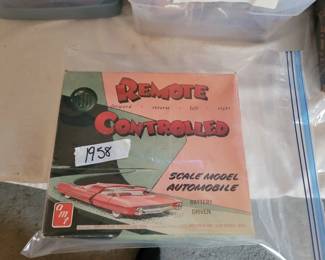 REMOTE
forward • reverse • left • right
CONTROLLED
1958
SCALE MODEL
AUTOMOBILE
BATTERY
DRIVEN
AMT